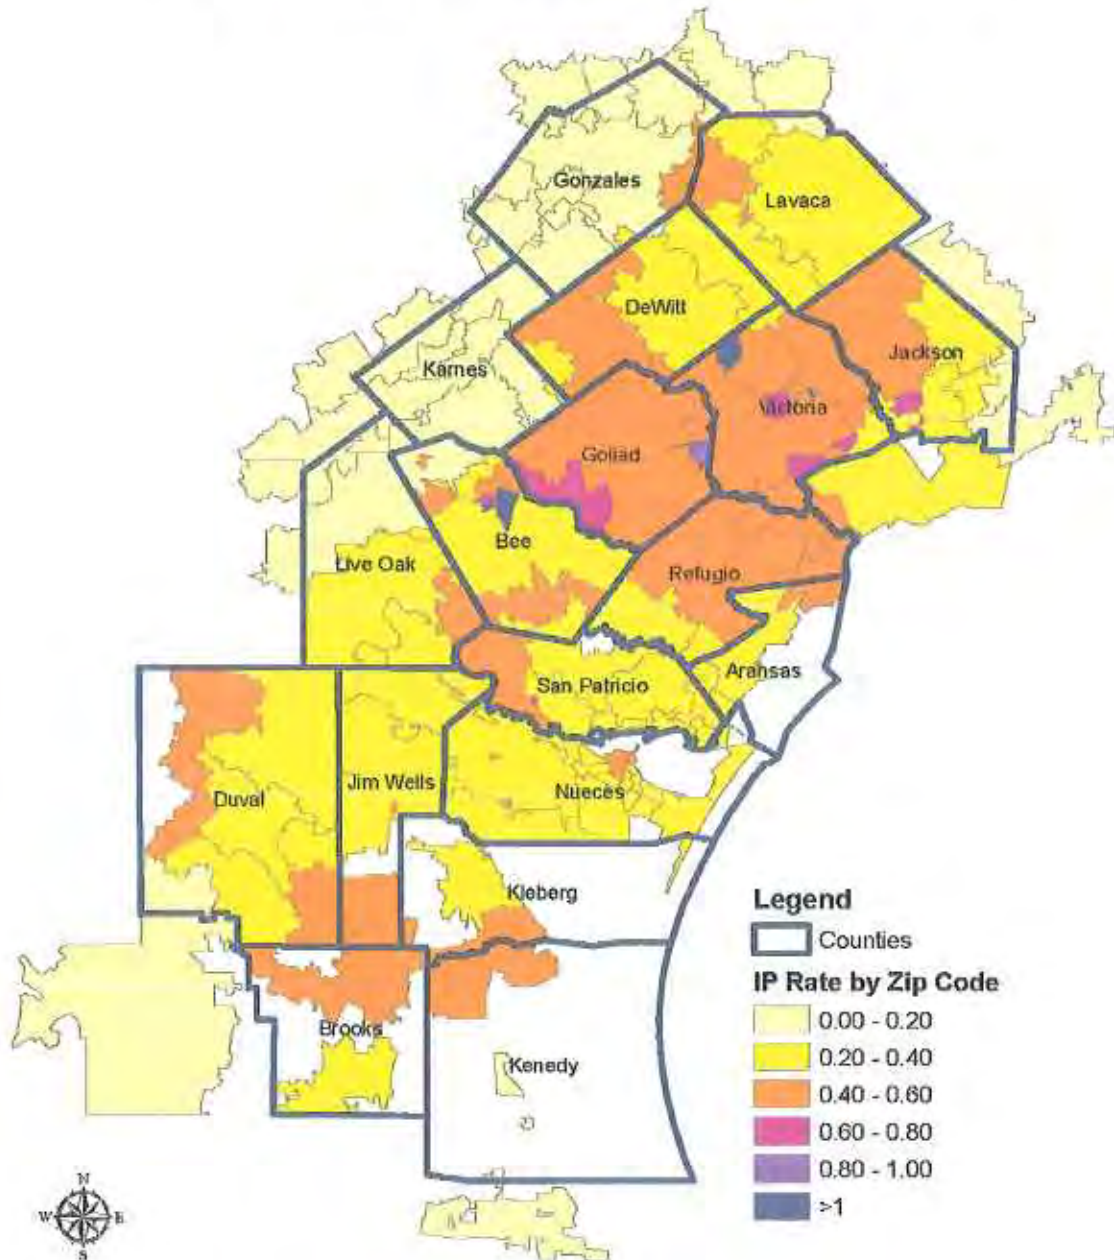 Gonzales
Lavaca
DeWitt
Jackson
Karnes
Victoria
Goliad
Bee
Live Oak
Refugio
Aransas
San Patricio
Jim Wells
Nueces
Duval
Kleberg
Brooks
Kenedy
Legend
Counties
IP Rate by Zip Code
0.00 - 0.20
0.20 - 0.40
0.40 - 0.60
0.60 - 0.80
0.80 - 1.00
>1
N
W
E
S